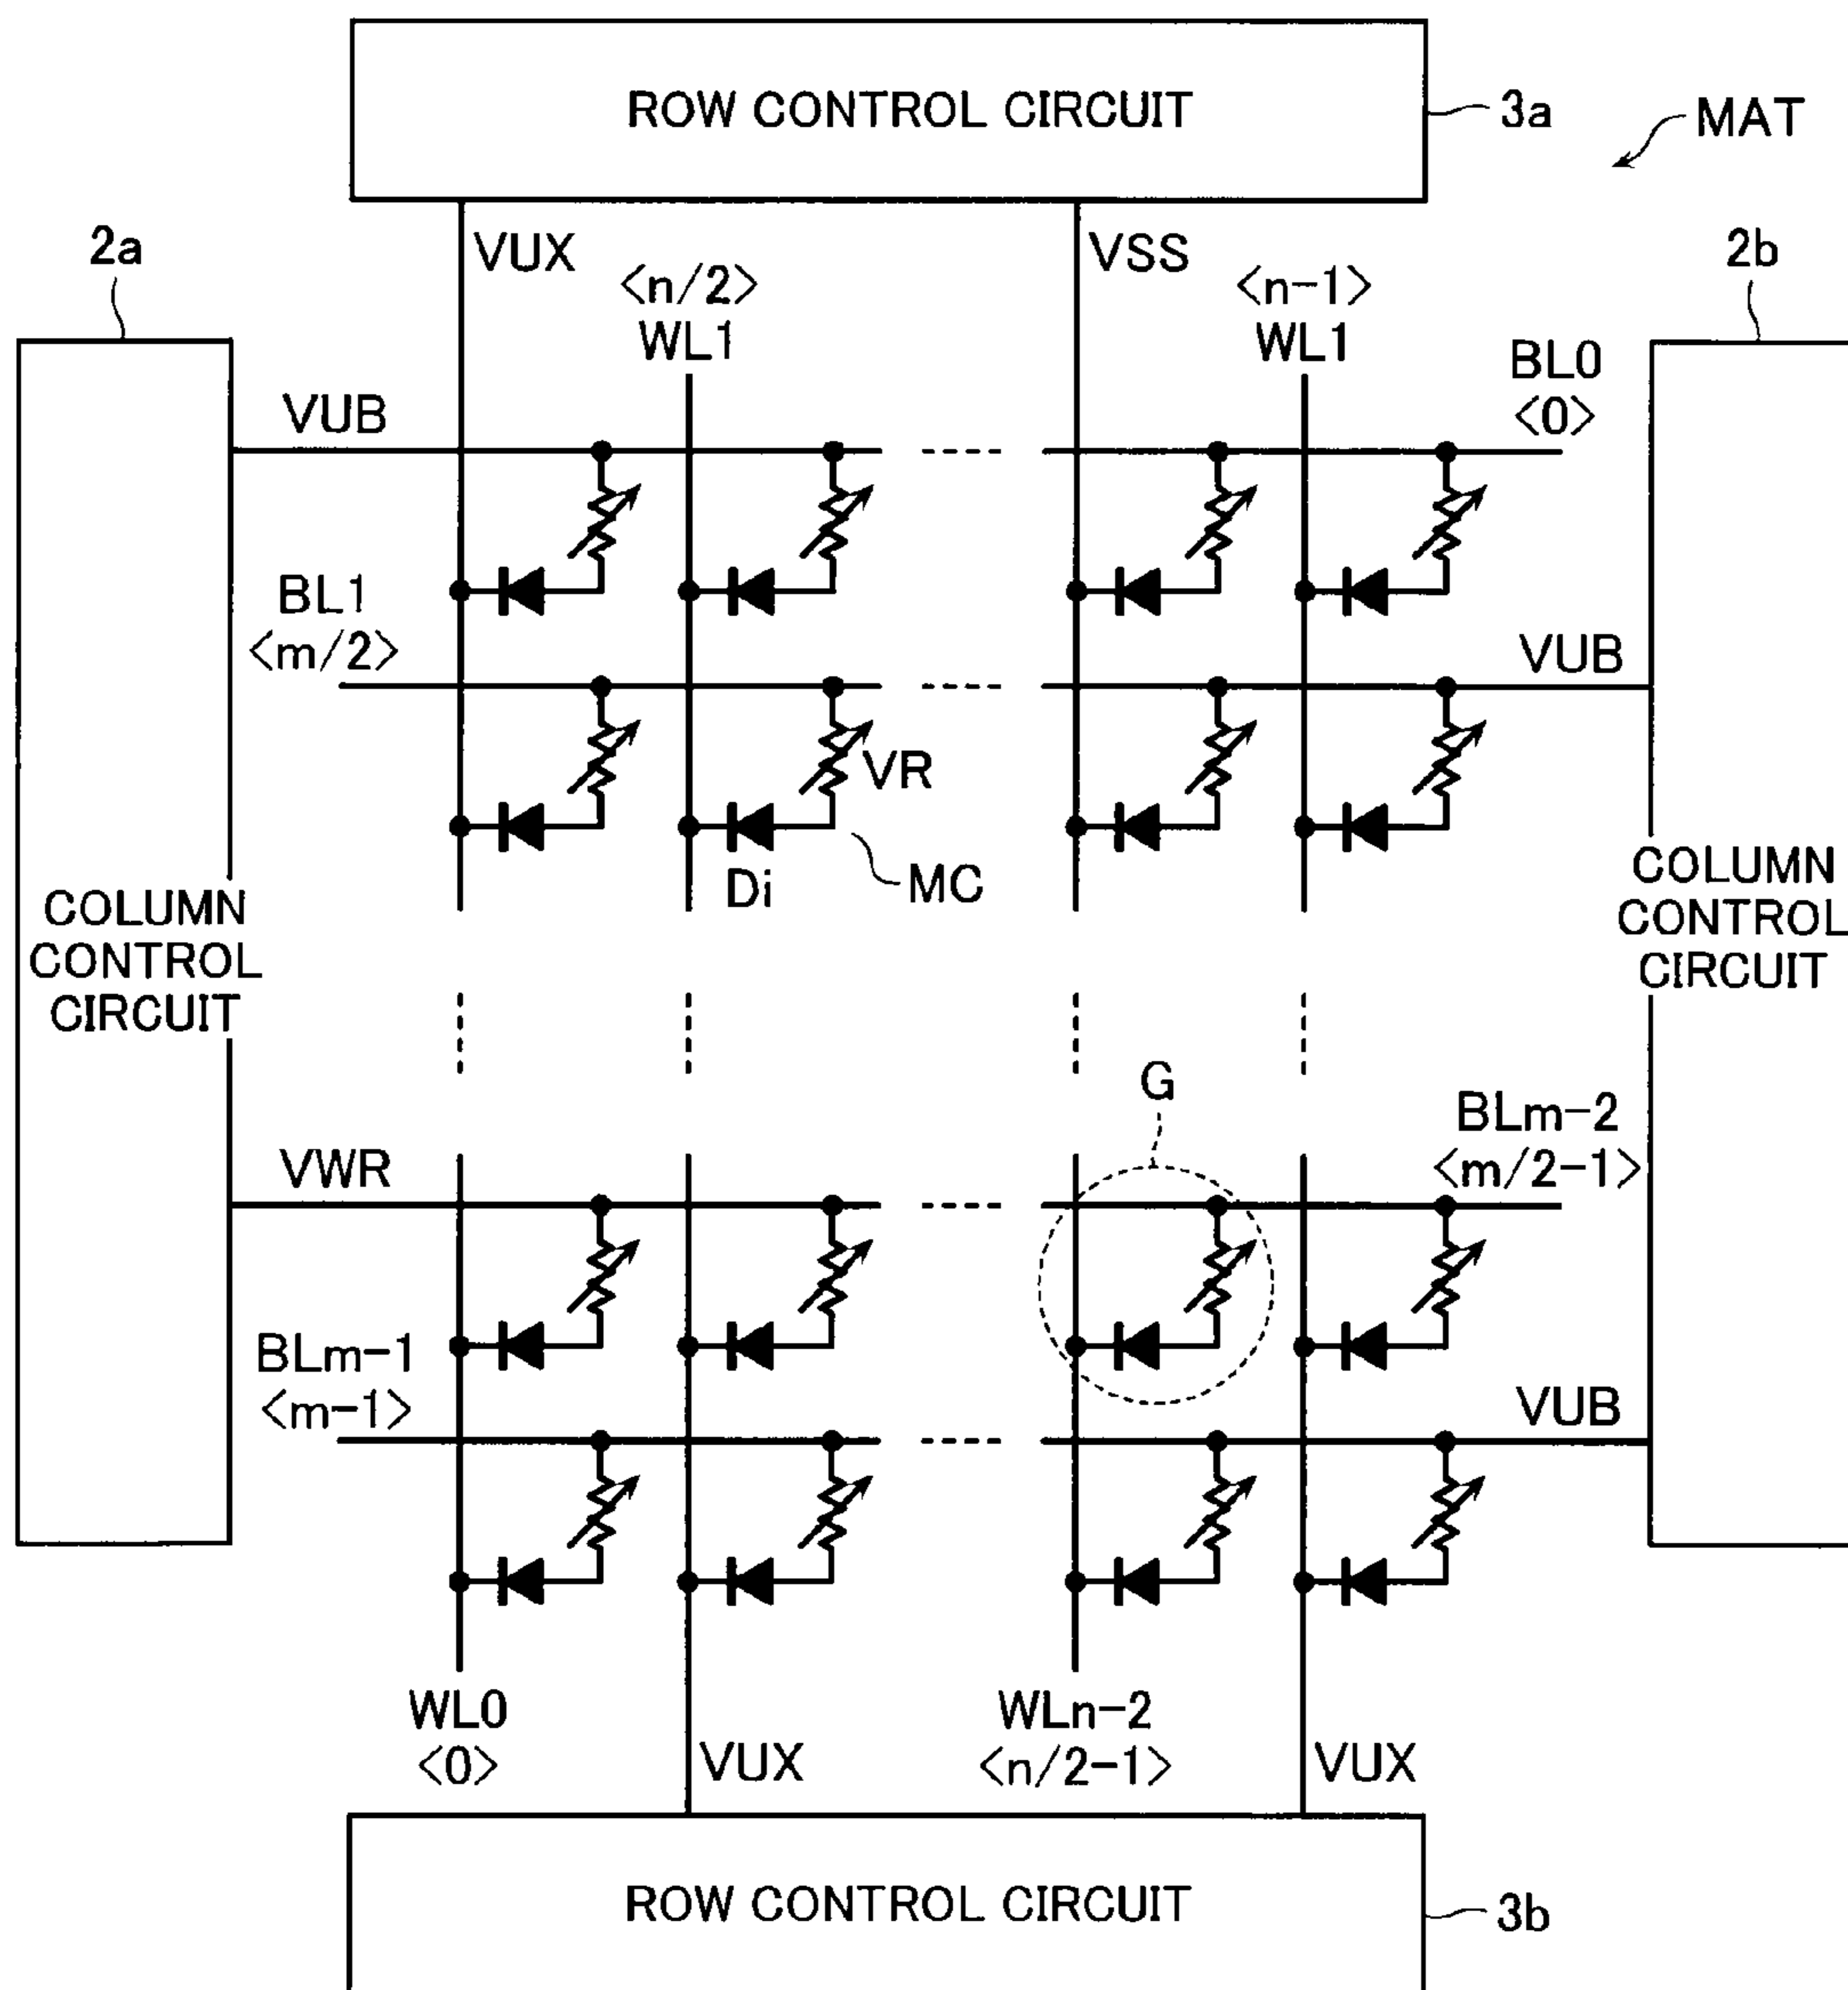 ROW CONTROL CIRCUIT
3a
MAT
2a
VUX
<n/2>
WL1
VSS
<n-1>
WL1
2b
VUB
BL0
<0>
BL1
<m/2>
VUB
VR
Di
MC
COLUMN
CONTROL
CIRCUIT
COLUMN
CONTROL
CIRCUIT
G
VWR
BLm-2
<m/2-1>
BLm-1
<m-1>
VUB
WL0
<0>
VUX
WLn-2
<n/2-1>
VUX
ROW CONTROL CIRCUIT
3b